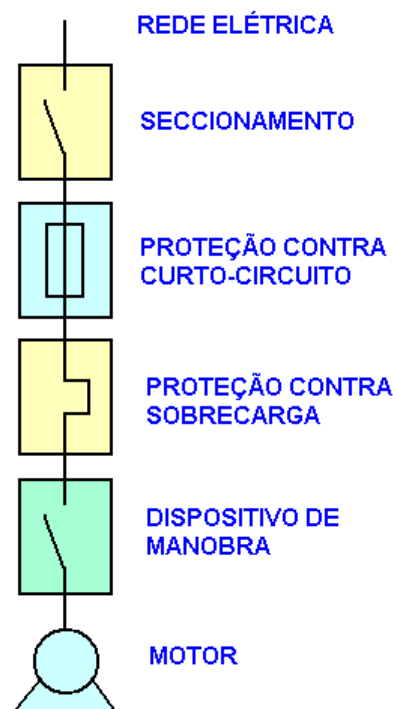 REDE ELÉTRICA
SECCIONAMENTO
PROTEÇÃO CONTRA
CURTO-CIRCUITO
PROTEÇÃO CONTRA
SOBRECARGA
DISPOSITIVO DE
MANOBRA
MOTOR